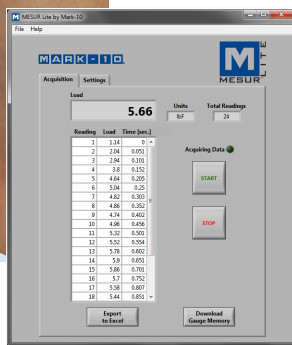 MESUR Lite by Mark-10
File Help
MARK-10
M
MESUR LITE
Acquisition Settings
Load
5.66
Units
lbF
Total Readings
24
Reading Load Time (sec.)
1 1.14 0
2 2.04 0.051
3 2.94 0.101
4 3.8 0.152
5 4.64 0.205
6 5.04 0.25
7 4.82 0.303
8 4.86 0.352
9 4.74 0.402
10 4.96 0.456
11 5.32 0.501
12 5.52 0.554
13 5.78 0.602
14 5.9 0.651
15 5.86 0.701
16 5.7 0.752
17 5.58 0.807
18 5.44 0.851
Acquiring Data
START
STOP
Export
to Excel
Download
Gauge Memory